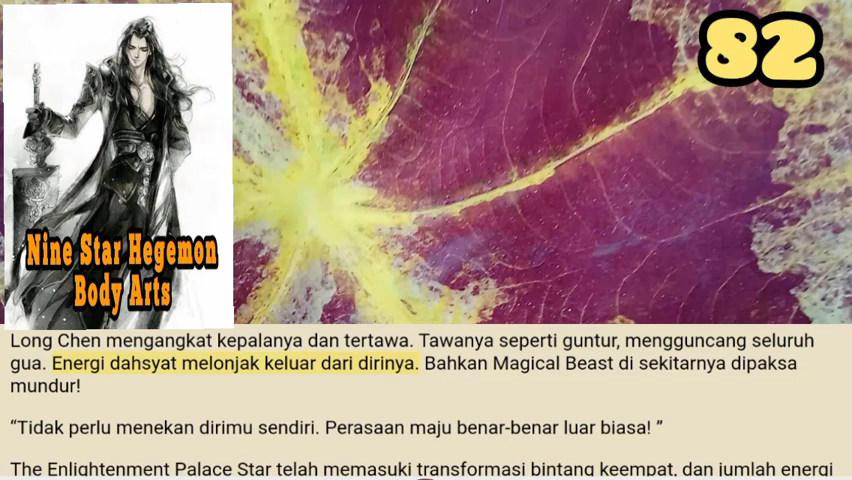 82
Nine Star Hegemon
Body Arts
Long Chen mengangkat kepalanya dan tertawa. Tawanya seperti guntur, mengguncang seluruh
gua. Energi dahsyat melonjak keluar dari dirinya. Bahkan Magical Beast di sekitarnya dipaksa
mundur!
“Tidak perlu menekan dirimu sendiri. Perasaan maju benar-benar luar biasa! ”
The Enlightenment Palace Star telah memasuki transformasi bintang keempat, dan jumlah energi